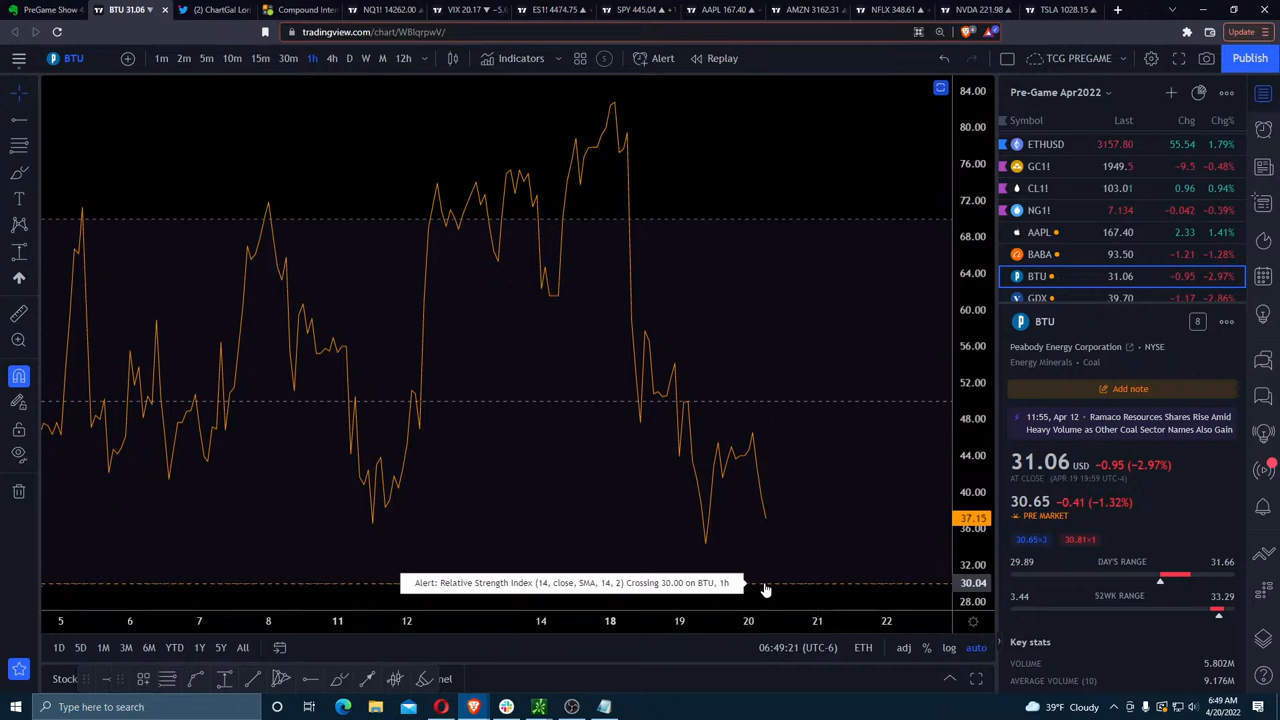 Evernote: PreGame Show 4
BTU 31.06
(2) ChartGal Lor
Compound Inter
NQ1! 14262.00
VIX 20.17 −5.6
ES1! 4474.75
SPY 445.04
AAPL 167.40
AMZN 3162.31
NFLX 348.61
NVDA 221.98
TSLA 1028.15
tradingview.com/chart/WBlqrpwV/
Update
BTU
1m 2m 5m 10m 15m 30m 1h 4h D W M 12h
Indicators
Alert
Replay
TCG PREGAME
Publish
84.00
80.00
76.00
72.00
68.00
64.00
60.00
56.00
52.00
48.00
44.00
40.00
37.15
36.00
32.00
30.04
28.00
Alert: Relative Strength Index (14, close, SMA, 14, 2) Crossing 30.00 on BTU, 1h
5 6 7 8 11 12 13 14 18 19 20 21 22
1D 5D 1M 3M 6M YTD 1Y 5Y All
06:49:21 (UTC-6)
ETH
adj % log auto
Stock
nel
Pre-Game Apr2022
Symbol Last Chg Chg%
ETHUSD 3157.80 55.54 1.79%
GC1! 1949.5 −9.5 −0.48%
CL1! 103.01 0.96 0.94%
NG1! 7.134 −0.042 −0.59%
AAPL 167.40 2.33 1.41%
BABA 93.50 −1.21 −1.28%
BTU 31.06 −0.95 −2.97%
GDX 39.70 −1.17 −2.86%
BTU
8
Peabody Energy Corporation • NYSE
Energy Minerals • Coal
Add note
11:55, Apr 12 • Ramaco Resources Shares Rise Amid
Heavy Volume as Other Coal Sector Names Also Gain
31.06 USD −0.95 (−2.97%)
AT CLOSE (APR 19 19:59 UTC-4)
30.65 −0.41 (−1.32%)
PRE MARKET
30.65×3 30.81×1
29.89 DAY'S RANGE 31.66
3.44 52WK RANGE 33.29
Key stats
VOLUME 5.802M
AVERAGE VOLUME (10) 9.176M
Type here to search
39°F Cloudy
6:49 AM
4/20/2022